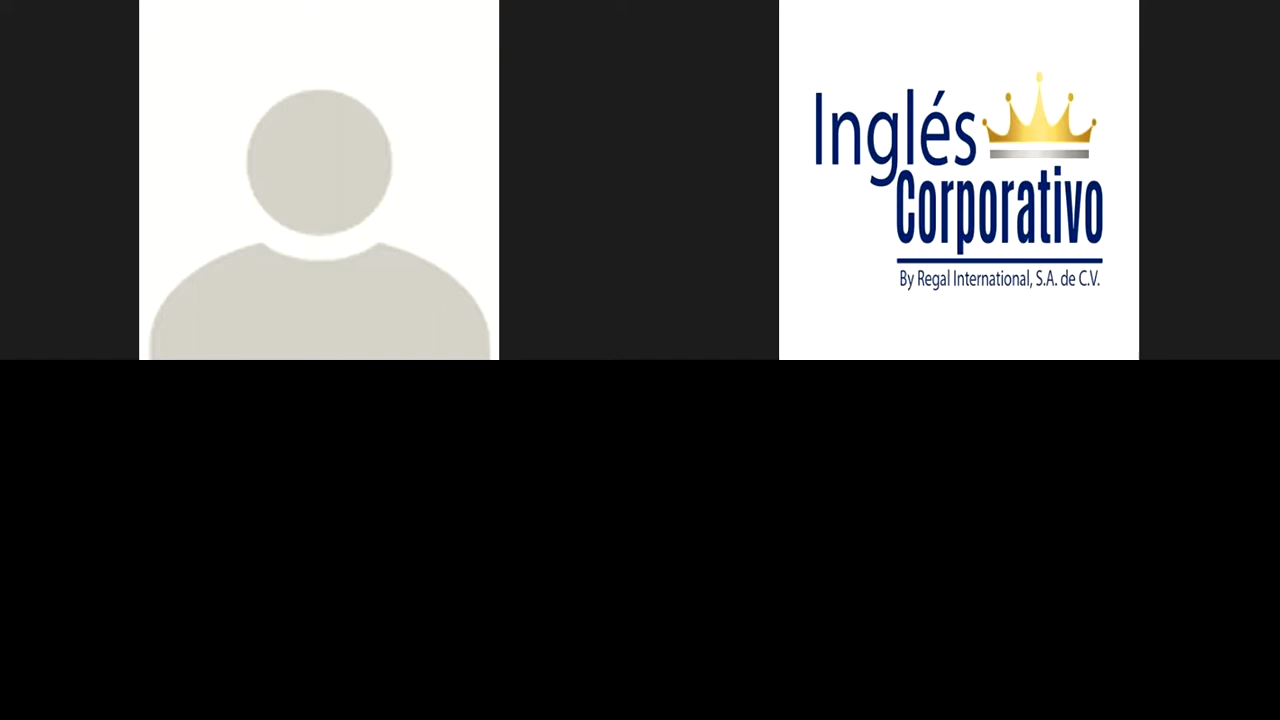 Inglés
Corporativo
By Regal International, S.A. de C.V.